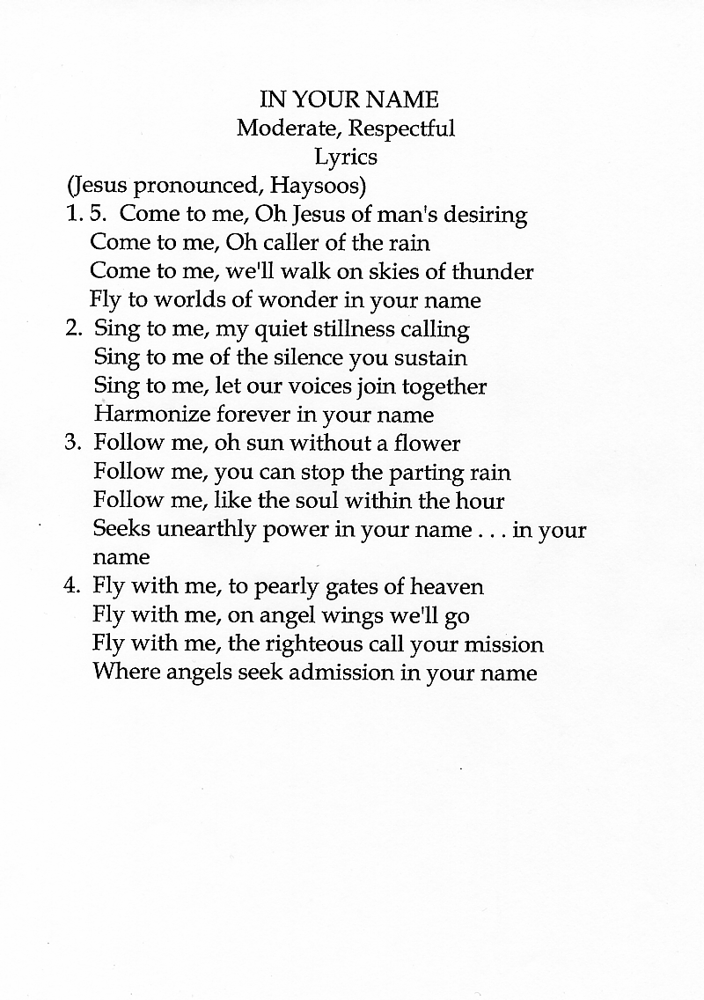 IN YOUR NAME
Moderate, Respectful
Lyrics
(Jesus pronounced, Haysoos)
1. 5. Come to me, Oh Jesus of man's desiring
Come to me, Oh caller of the rain
Come to me, we'll walk on skies of thunder
Fly to worlds of wonder in your name
2. Sing to me, my quiet stillness calling
Sing to me of the silence you sustain
Sing to me, let our voices join together
Harmonize forever in your name
3. Follow me, oh sun without a flower
Follow me, you can stop the parting rain
Follow me, like the soul within the hour
Seeks unearthly power in your name . . . in your
name
4. Fly with me, to pearly gates of heaven
Fly with me, on angel wings we'll go
Fly with me, the righteous call your mission
Where angels seek admission in your name